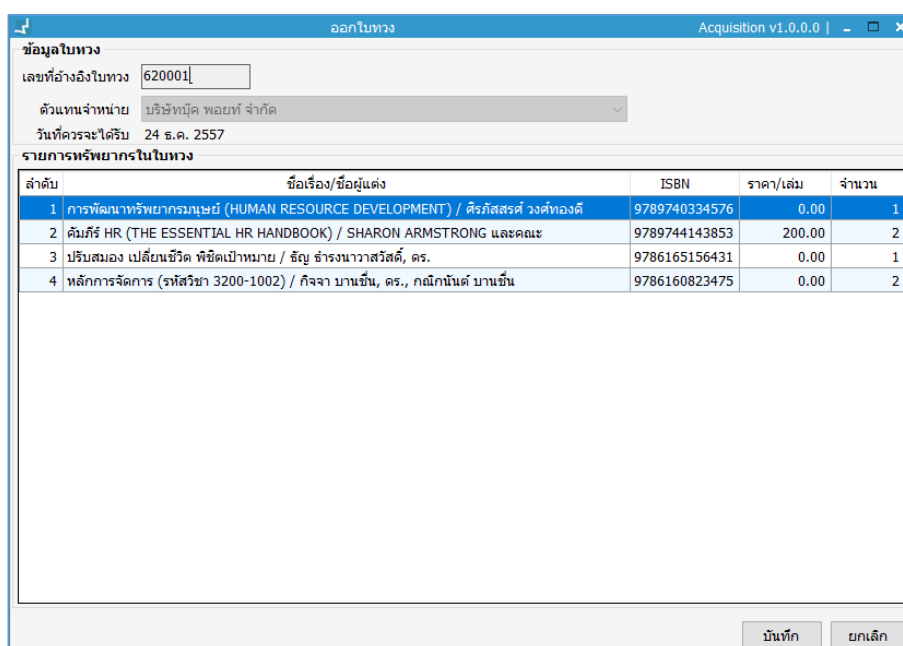 ออกใบทวง Acquisition v1.0.0.0 |
ข้อมูลใบทวง
เลขที่อ้างอิงใบทวง 620001
ตัวแทนจำหน่าย บริษัทบุ๊ค พอยท์ จำกัด
วันที่ควรจะได้รับ 24 ธ.ค. 2557
รายการทรัพยากรในใบทวง
ลำดับ ชื่อเรื่อง/ชื่อผู้แต่ง ISBN ราคา/เล่ม จำนวน
1 การพัฒนาทรัพยากรมนุษย์ (HUMAN RESOURCE DEVELOPMENT) / ศิรภัสสรศ์ วงศ์ทองดี 9789740334576 0.00 1
2 คัมภีร์ HR (THE ESSENTIAL HR HANDBOOK) / SHARON ARMSTRONG และคณะ 9789744143853 200.00 2
3 ปรับสมอง เปลี่ยนชีวิต พิชิตเป้าหมาย / ธัญ ธำรงนาวาสวัสดิ์, ดร. 9786165156431 0.00 1
4 หลักการจัดการ (รหัสวิชา 3200-1002) / กิจจา บานชื่น, ดร., กณิกนันต์ บานชื่น 9786160823475 0.00 2
บันทึก ยกเลิก